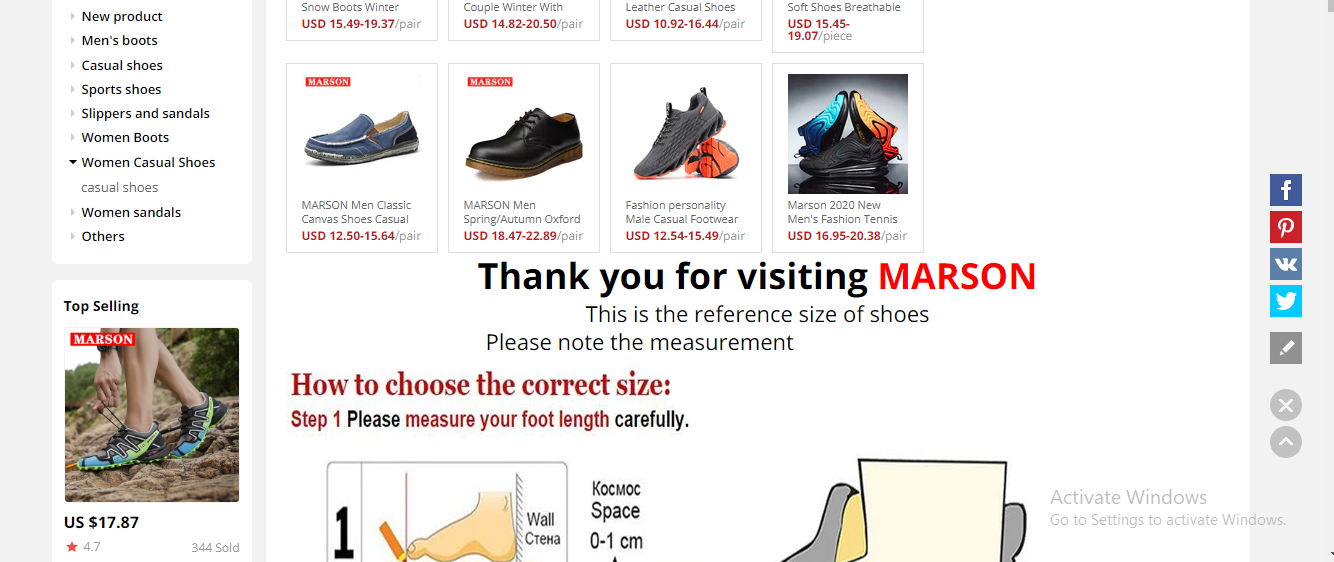 New product
Men's boots
Casual shoes
Sports shoes
Slippers and sandals
Women Boots
Women Casual Shoes
casual shoes
Women sandals
Others
Top Selling
MARSON
US $17.87
4.7
344 Sold
Snow Boots Winter
USD 15.49-19.37/pair
Couple Winter With
USD 14.82-20.50/pair
Leather Casual Shoes
USD 10.92-16.44/pair
Soft Shoes Breathable
USD 15.45-
19.07/piece
MARSON
MARSON Men Classic
Canvas Shoes Casual
USD 12.50-15.64/pair
MARSON
MARSON Men
Spring/Autumn Oxford
USD 18.47-22.89/pair
Fashion personality
Male Casual Footwear
USD 12.54-15.49/pair
Marson 2020 New
Men's Fashion Tennis
USD 16.95-20.38/pair
Thank you for visiting MARSON
This is the reference size of shoes
Please note the measurement
How to choose the correct size:
Step 1 Please measure your foot length carefully.
1
Wall
Стена
Космос
Space
0-1 cm
Activate Windows
Go to Settings to activate Windows.